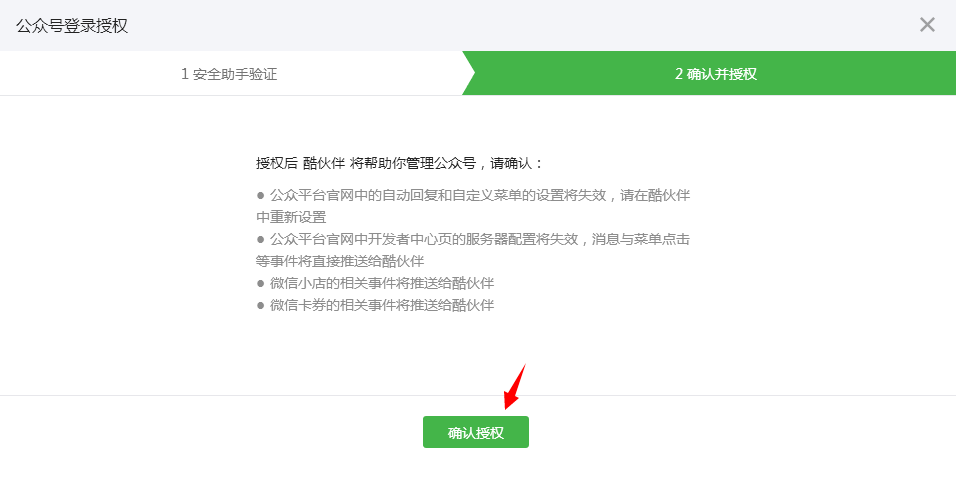 公众号登录授权
1 安全助手验证
2 确认并授权
授权后 酷伙伴 将帮助你管理公众号，请确认：
● 公众平台官网中的自动回复和自定义菜单的设置将失效，请在酷伙伴
中重新设置
● 公众平台官网中开发者中心页的服务器配置将失效，消息与菜单点击
等事件将直接推送给酷伙伴
● 微信小店的相关事件将推送给酷伙伴
● 微信卡券的相关事件将推送给酷伙伴
确认授权